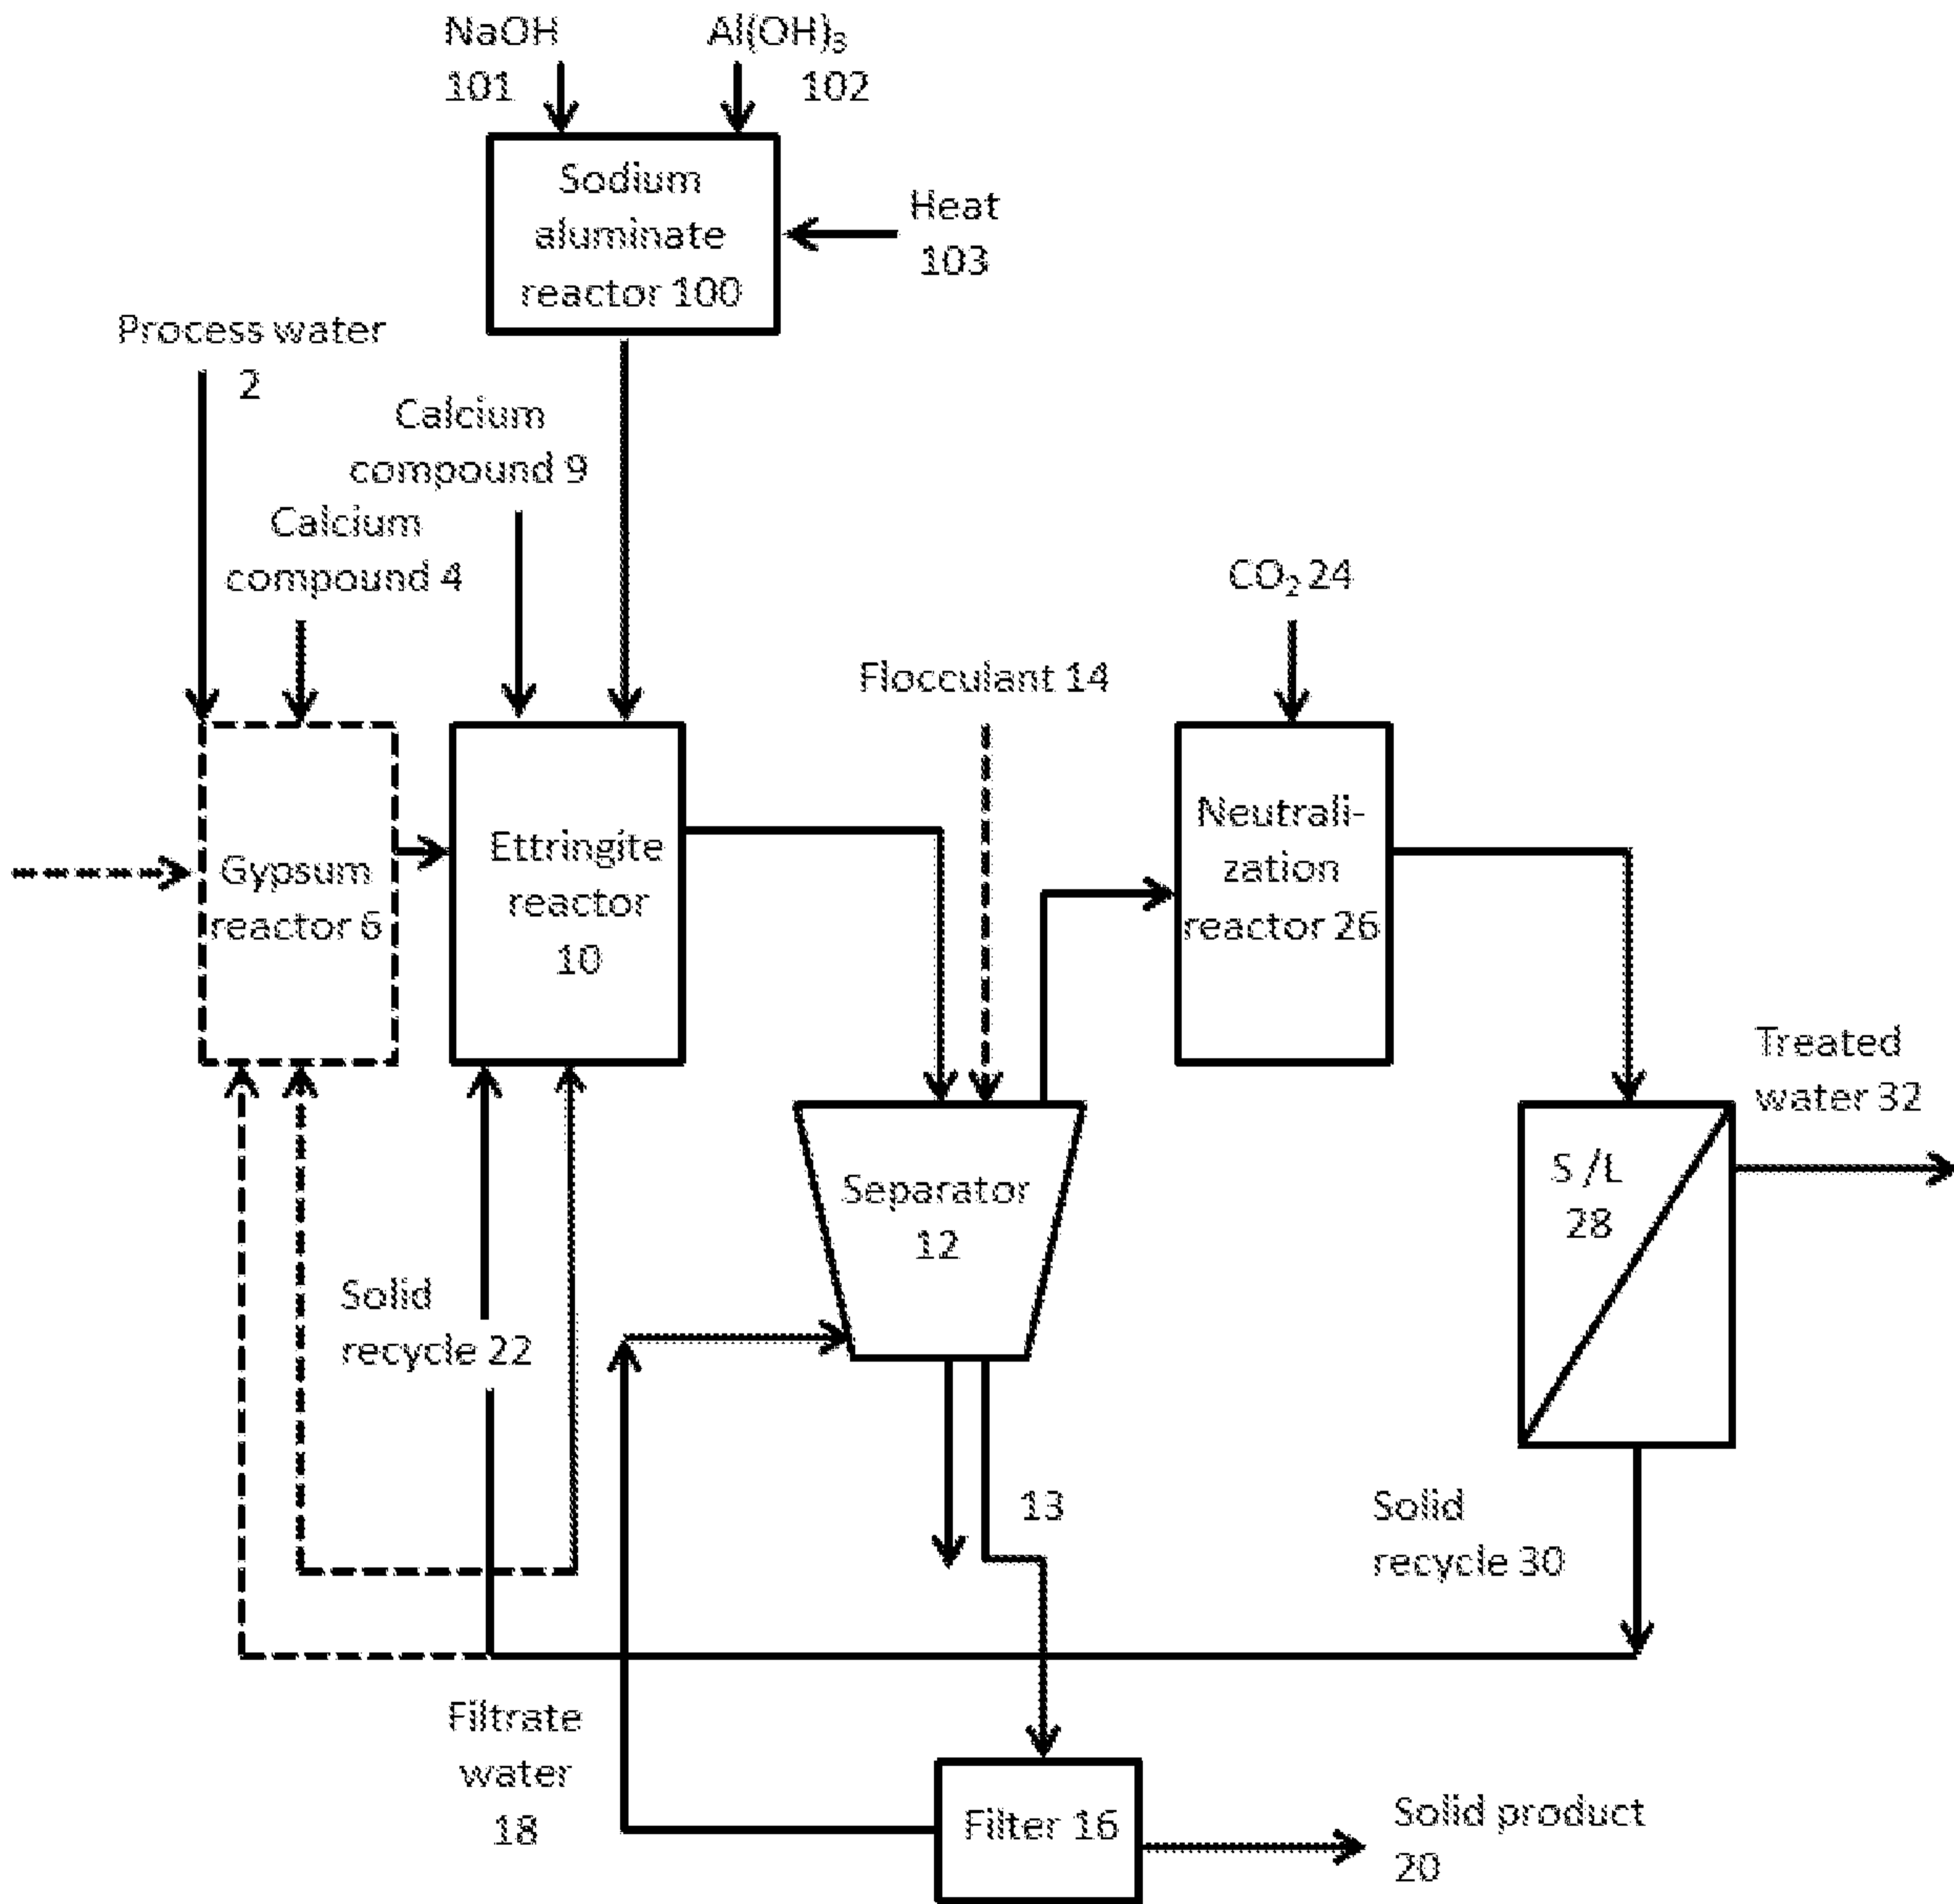 NaOH
101
Al(OH)₃
102
Sodium
aluminate
reactor 100
Heat
103
Process water
2
Calcium
compound 9
Calcium
compound 4
CO₂ 24
Flocculant 14
Gypsum
reactor 6
Ettringite
reactor
10
Neutrali-
zation
reactor 26
Treated
water 32
Separator
12
S /L
28
Solid
recycle 22
13
Solid
recycle 30
Filtrate
water
18
Filter 16
Solid product
20